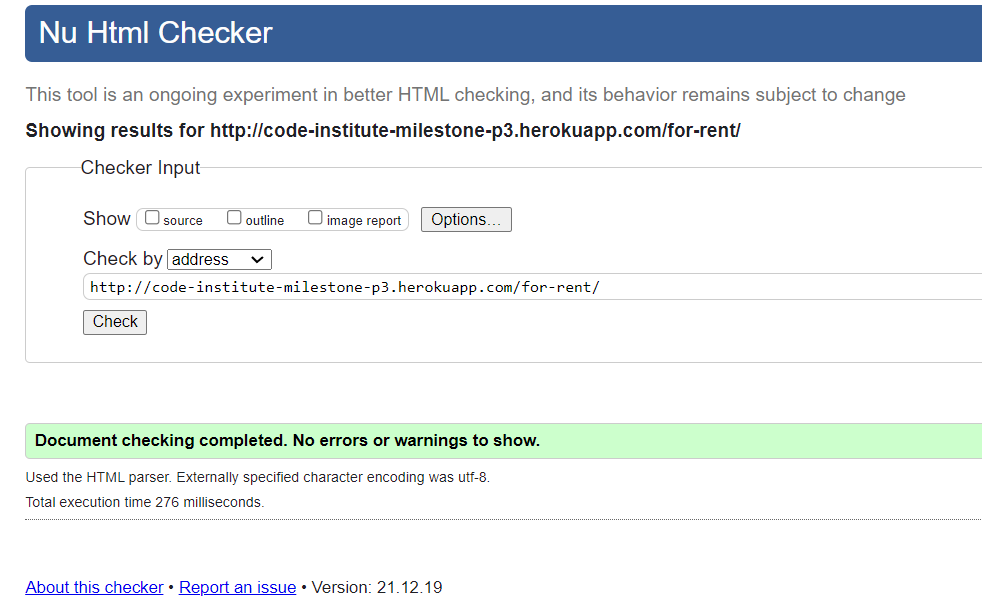 Nu Html Checker
This tool is an ongoing experiment in better HTML checking, and its behavior remains subject to change
Showing results for http://code-institute-milestone-p3.herokuapp.com/for-rent/
Checker Input
Show source outline image report Options...
Check by address
http://code-institute-milestone-p3.herokuapp.com/for-rent/
Check
Document checking completed. No errors or warnings to show.
Used the HTML parser. Externally specified character encoding was utf-8.
Total execution time 276 milliseconds.
About this checker • Report an issue • Version: 21.12.19